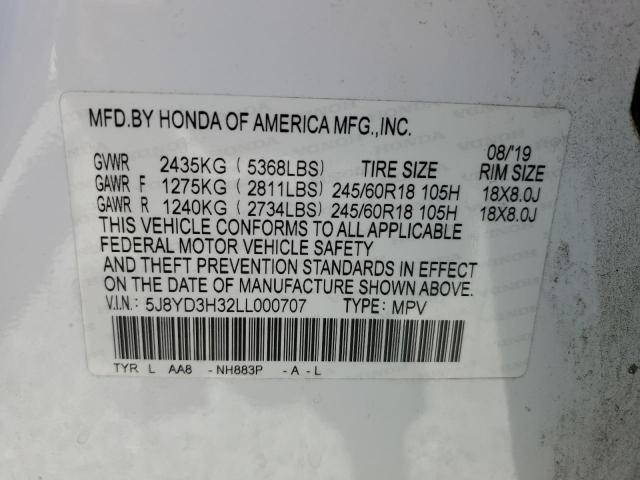 MFD.BY HONDA OF AMERICA MFG.,INC.
08/'19
GVWR 2435KG ( 5368LBS) TIRE SIZE RIM SIZE
GAWR F 1275KG ( 2811LBS) 245/60R18 105H 18X8.0J
GAWR R 1240KG ( 2734LBS) 245/60R18 105H 18X8.0J
THIS VEHICLE CONFORMS TO ALL APPLICABLE
FEDERAL MOTOR VEHICLE SAFETY
AND THEFT PREVENTION STANDARDS IN EFFECT
ON THE DATE OF MANUFACTURE SHOWN ABOVE.
V.I.N.: 5J8YD3H32LL000707 TYPE: MPV
TYR L AA8 -NH883P -A-L